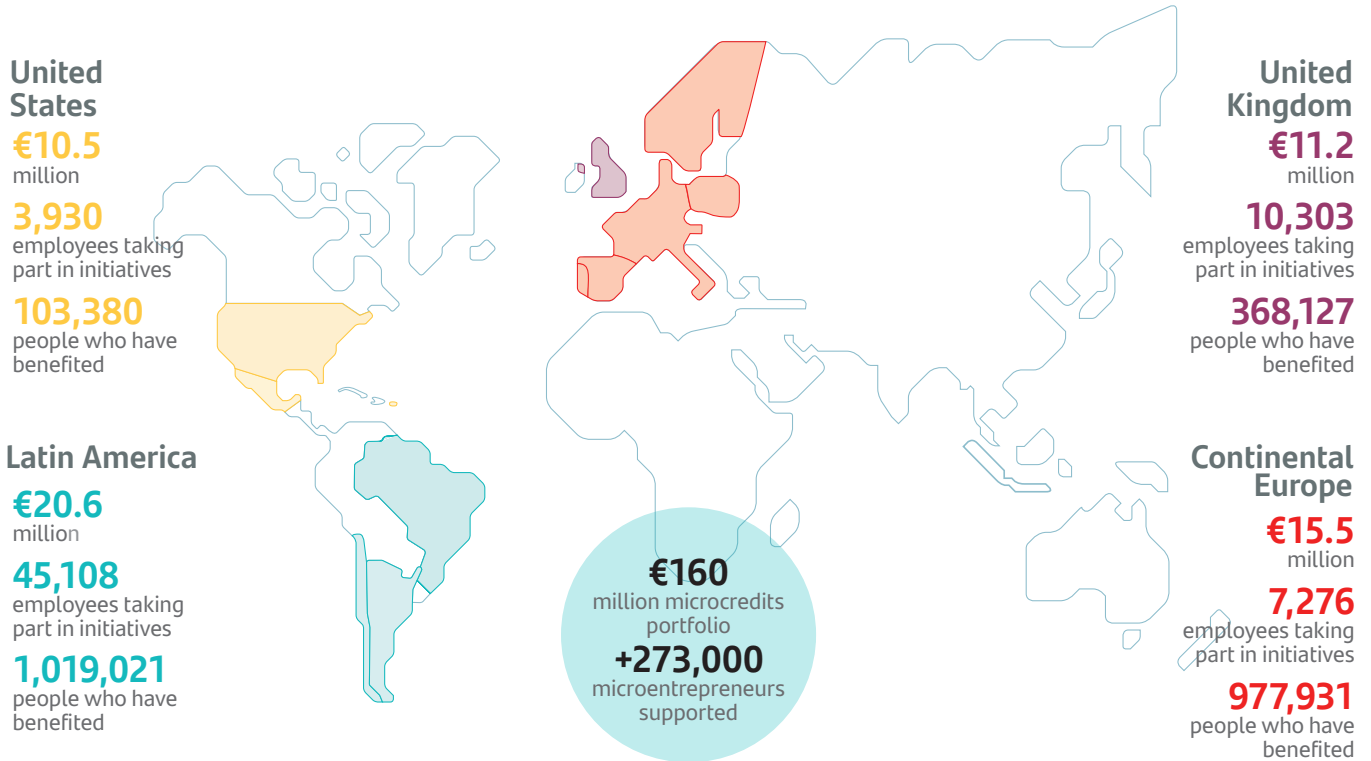 United
States
€10.5
million
3,930
employees taking
part in initiatives
103,380
people who have
benefited
Latin America
€20.6
million
45,108
employees taking
part in initiatives
1,019,021
people who have
benefited
€160
million microcredits
portfolio
+273,000
microentrepreneurs
supported
United
Kingdom
€11.2
million
10,303
employees taking
part in initiatives
368,127
people who have
benefited
Continental
Europe
€15.5
million
7,276
employees taking
part in initiatives
977,931
people who have
benefited